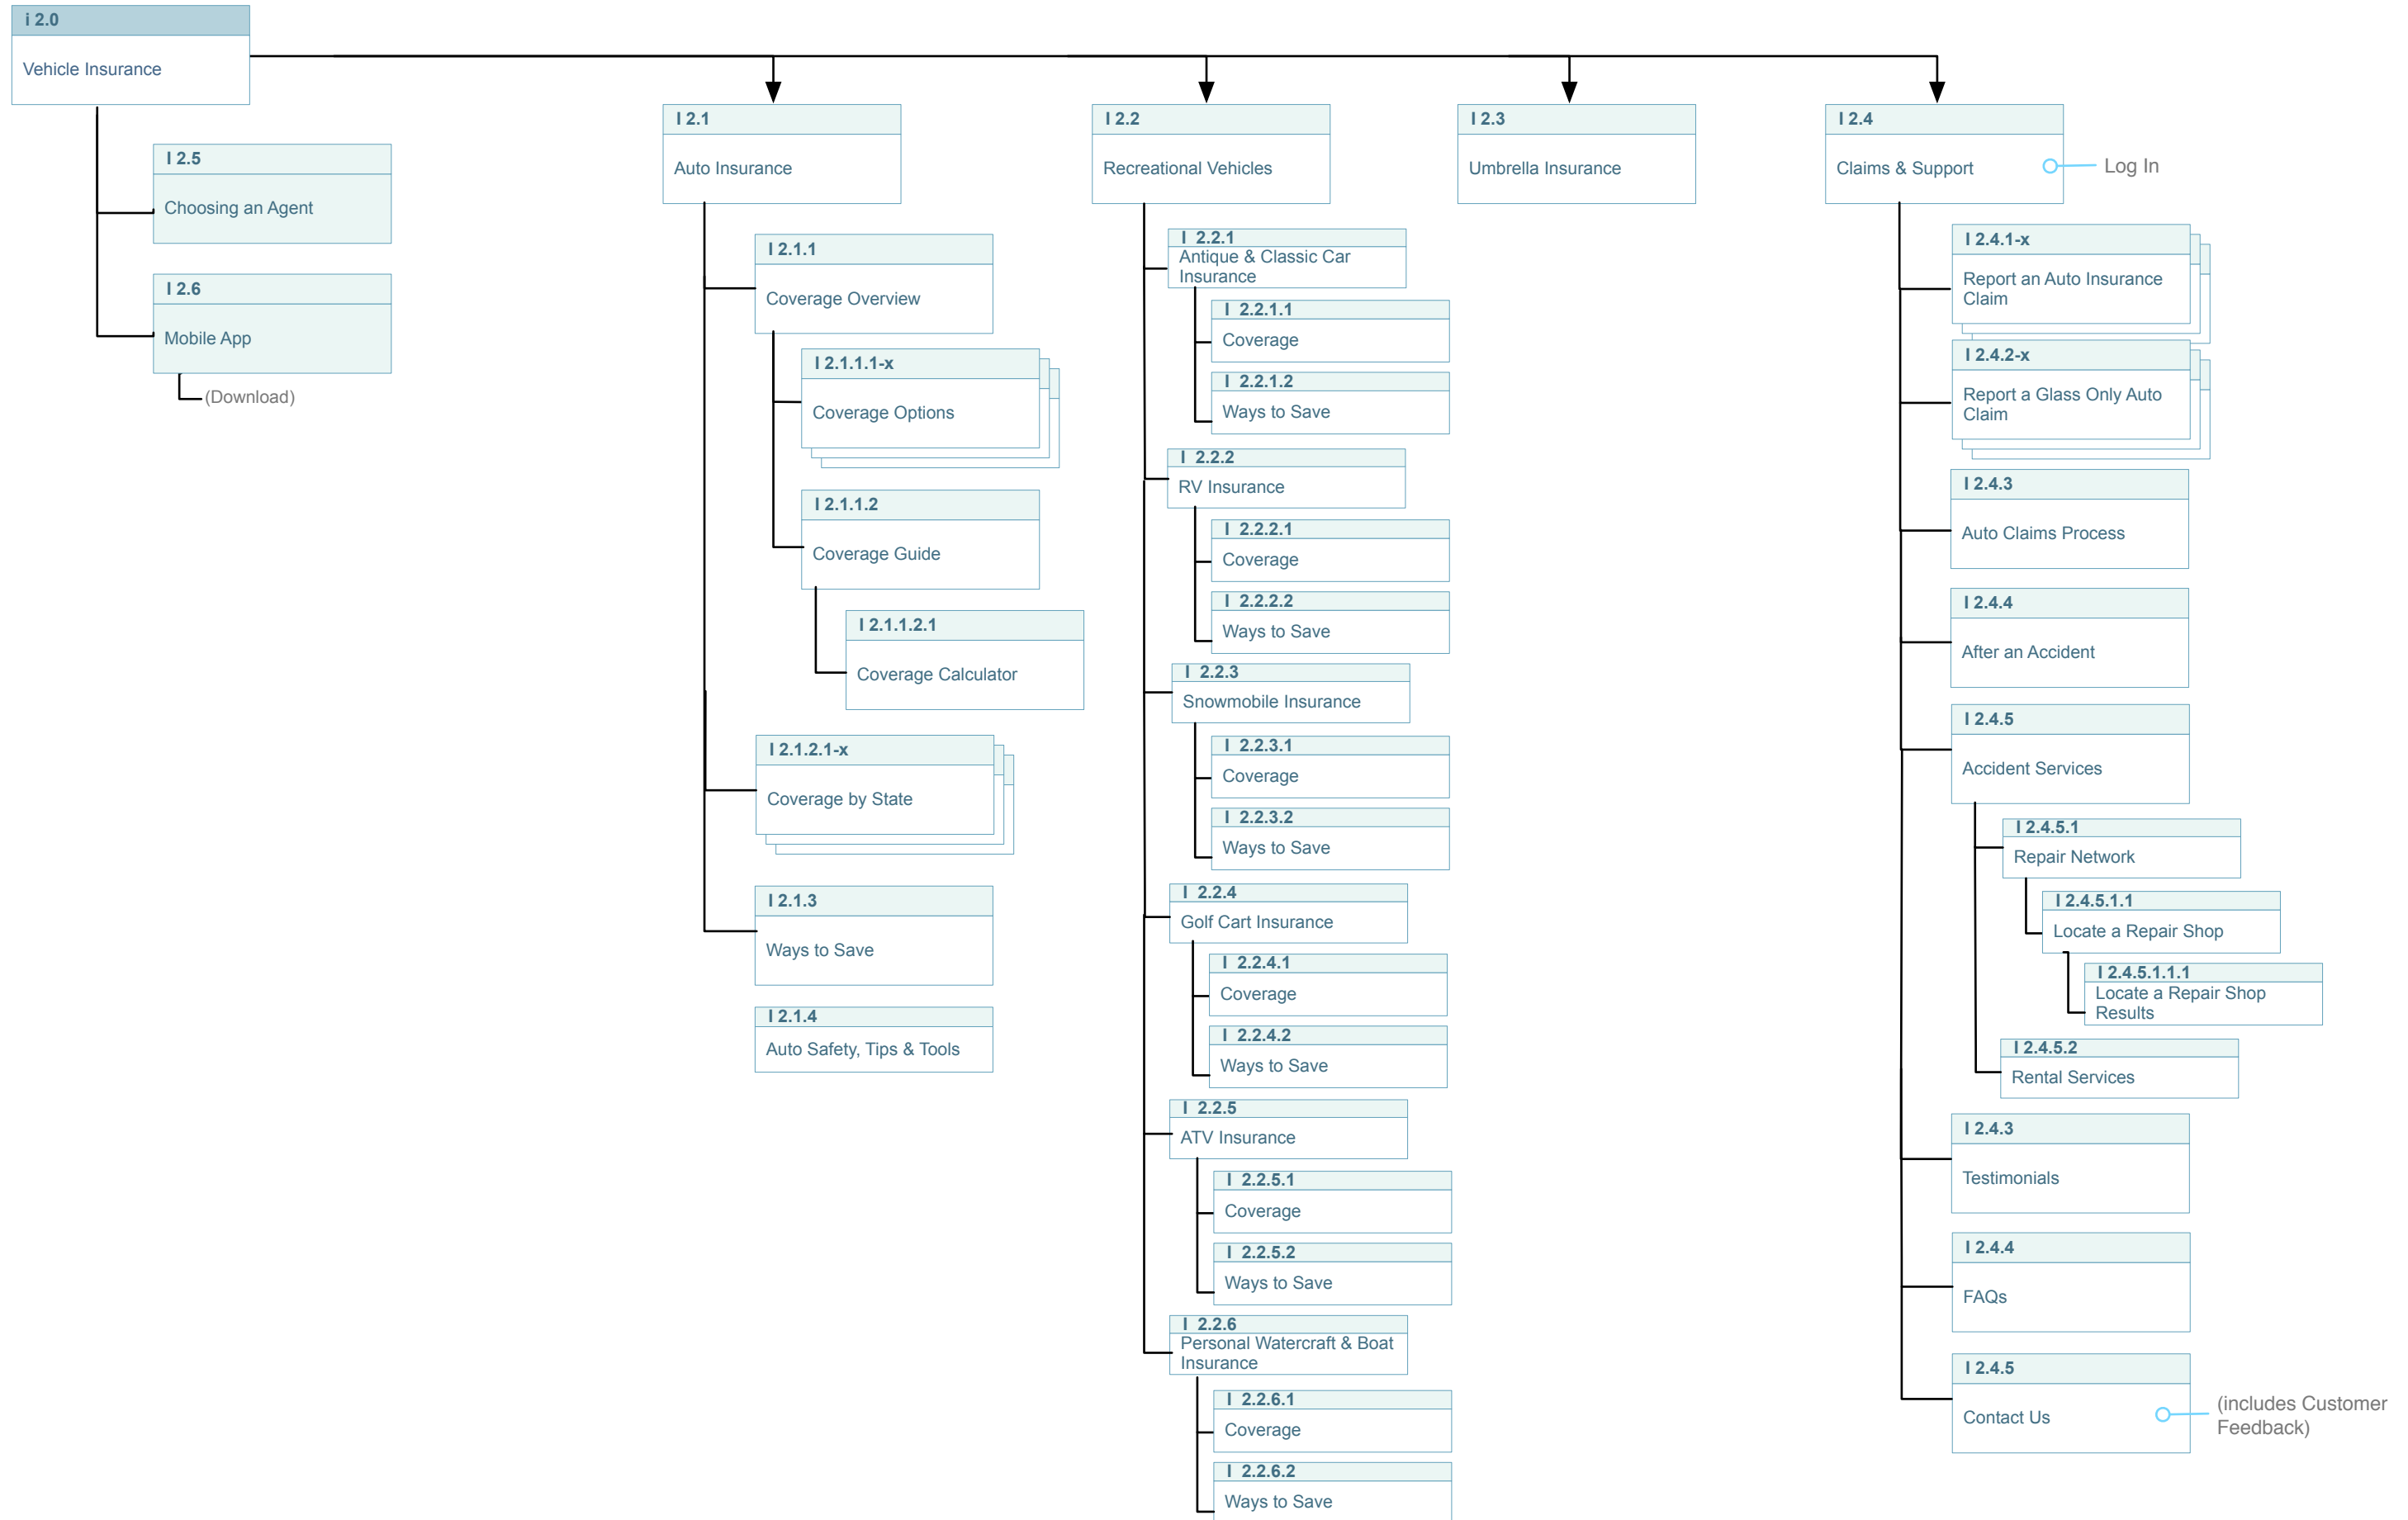 i 2.0
Vehicle Insurance
I 2.5
Choosing an Agent
I 2.6
Mobile App
(Download)
I 2.1
Auto Insurance
I 2.1.1
Coverage Overview
I 2.1.1.1-x
Coverage Options
I 2.1.1.2
Coverage Guide
I 2.1.1.2.1
Coverage Calculator
I 2.1.2.1-x
Coverage by State
I 2.1.3
Ways to Save
I 2.1.4
Auto Safety, Tips & Tools
I 2.2
Recreational Vehicles
I 2.2.1
Antique & Classic Car
Insurance
I 2.2.1.1
Coverage
I 2.2.1.2
Ways to Save
I 2.2.2
RV Insurance
I 2.2.2.1
Coverage
I 2.2.2.2
Ways to Save
I 2.2.3
Snowmobile Insurance
I 2.2.3.1
Coverage
I 2.2.3.2
Ways to Save
I 2.2.4
Golf Cart Insurance
I 2.2.4.1
Coverage
I 2.2.4.2
Ways to Save
I 2.2.5
ATV Insurance
I 2.2.5.1
Coverage
I 2.2.5.2
Ways to Save
I 2.2.6
Personal Watercraft & Boat
Insurance
I 2.2.6.1
Coverage
I 2.2.6.2
Ways to Save
I 2.3
Umbrella Insurance
I 2.4
Claims & Support
Log In
I 2.4.1-x
Report an Auto Insurance
Claim
I 2.4.2-x
Report a Glass Only Auto
Claim
I 2.4.3
Auto Claims Process
I 2.4.4
After an Accident
I 2.4.5
Accident Services
I 2.4.5.1
Repair Network
I 2.4.5.1.1
Locate a Repair Shop
I 2.4.5.1.1.1
Locate a Repair Shop
Results
I 2.4.5.2
Rental Services
I 2.4.3
Testimonials
I 2.4.4
FAQs
I 2.4.5
Contact Us
(includes Customer
Feedback)